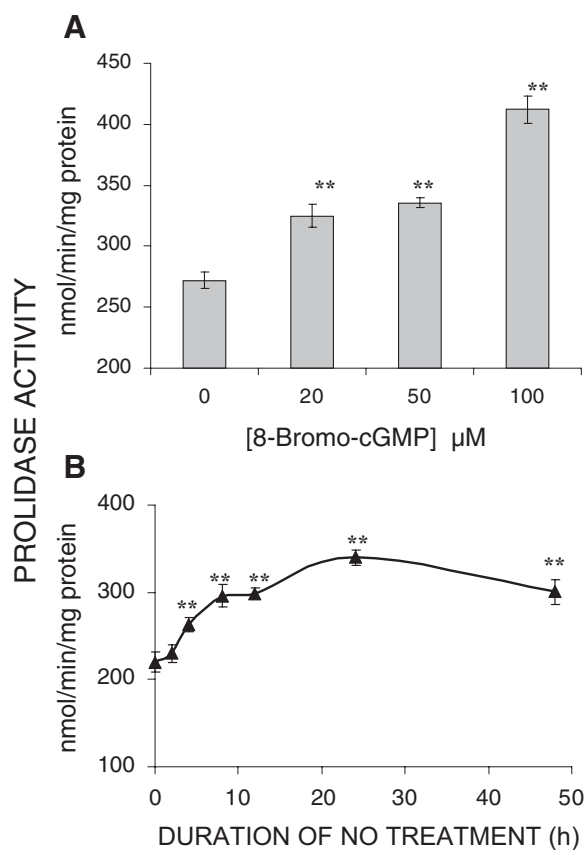 A
PROLIDASE ACTIVITY
nmol/min/mg protein
450
400
350
300
250
200
**
**
**
0 20 50 100
[8-Bromo-cGMP] µM
B
nmol/min/mg protein
400
300
200
100
**
**
**
**
**
0 10 20 30 40 50
DURATION OF NO TREATMENT (h)